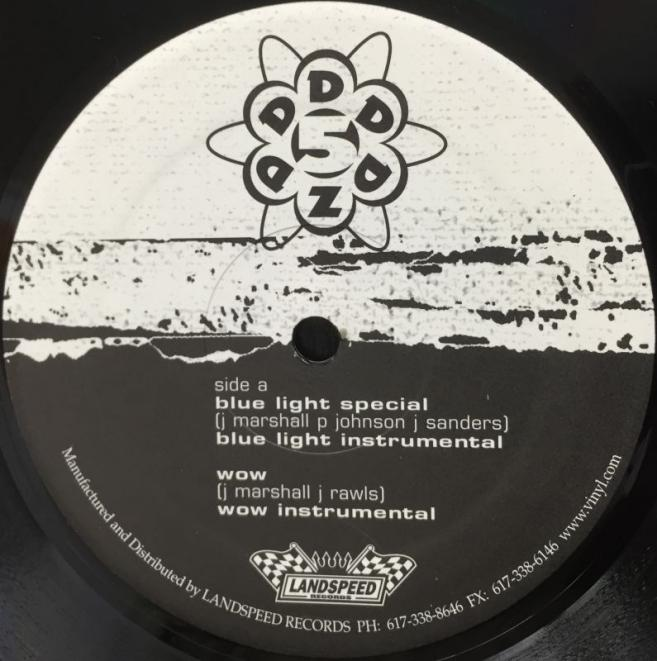 D
D D
5
D D
Z
side a
blue light special
(j marshall p johnson j sanders)
blue light instrumental
wow
(j marshall j rawls)
wow instrumental
LANDSPEED
RECORDS
Manufactured and Distributed by LANDSPEED RECORDS PH: 617-338-8646 FX: 617-338-6146 www.vinyl.com